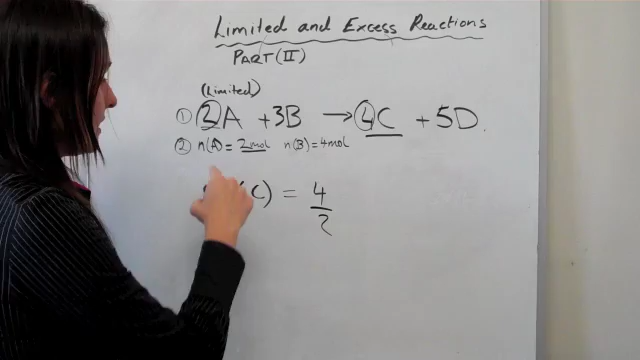 Limited and Excess Reactions
PART (II)
(Limited)
① 2A + 3B → 4C + 5D.
② n(A) = 2mol n(B) = 4mol
(C) = 4/2